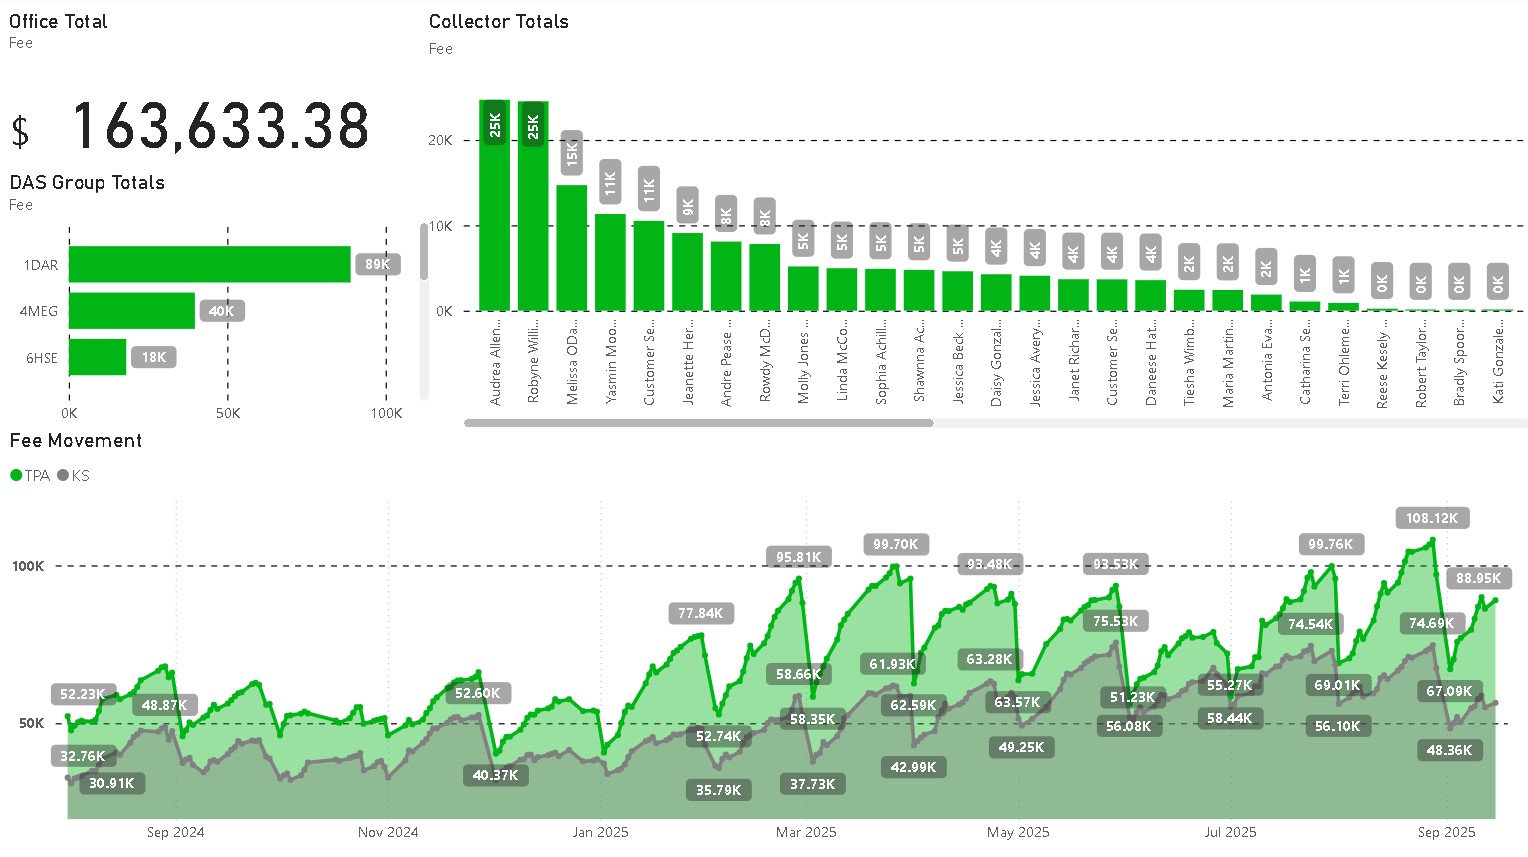 Office Total
Fee
$ 163,633.38
DAS Group Totals
Fee
1DAR
89K
4MEG
40K
6HSE
18K
0K
50K
100K
Collector Totals
Fee
20K
10K
0K
25K
25K
15K
11K
11K
9K
8K
8K
5K
5K
5K
5K
5K
4K
4K
4K
4K
4K
2K
2K
2K
1K
1K
0K
0K
0K
0K
Audrea Allen...
Robyne Willi...
Melissa ODa...
Yasmin Moo...
Customer Se...
Jeanette Her...
Andre Pease ...
Rowdy McD...
Molly Jones ...
Linda McCo...
Sophia Achill...
Shawnna Ac...
Jessica Beck ...
Daisy Gonzal...
Jessica Avery...
Janet Richar...
Customer Se...
Daneese Hat...
Tiesha Wimb...
Maria Martin...
Antonia Eva...
Catharina Se...
Terri Ohleme...
Reese Kesely ...
Robert Taylor...
Bradly Spoor...
Kati Gonzale...
Fee Movement
TPA KS
100K
50K
52.23K
48.87K
32.76K
30.91K
52.60K
40.37K
77.84K
52.74K
35.79K
95.81K
58.66K
58.35K
37.73K
99.70K
61.93K
62.59K
42.99K
93.48K
63.28K
63.57K
49.25K
93.53K
75.53K
51.23K
56.08K
55.27K
58.44K
99.76K
74.54K
69.01K
56.10K
108.12K
74.69K
67.09K
48.36K
88.95K
Sep 2024
Nov 2024
Jan 2025
Mar 2025
May 2025
Jul 2025
Sep 2025